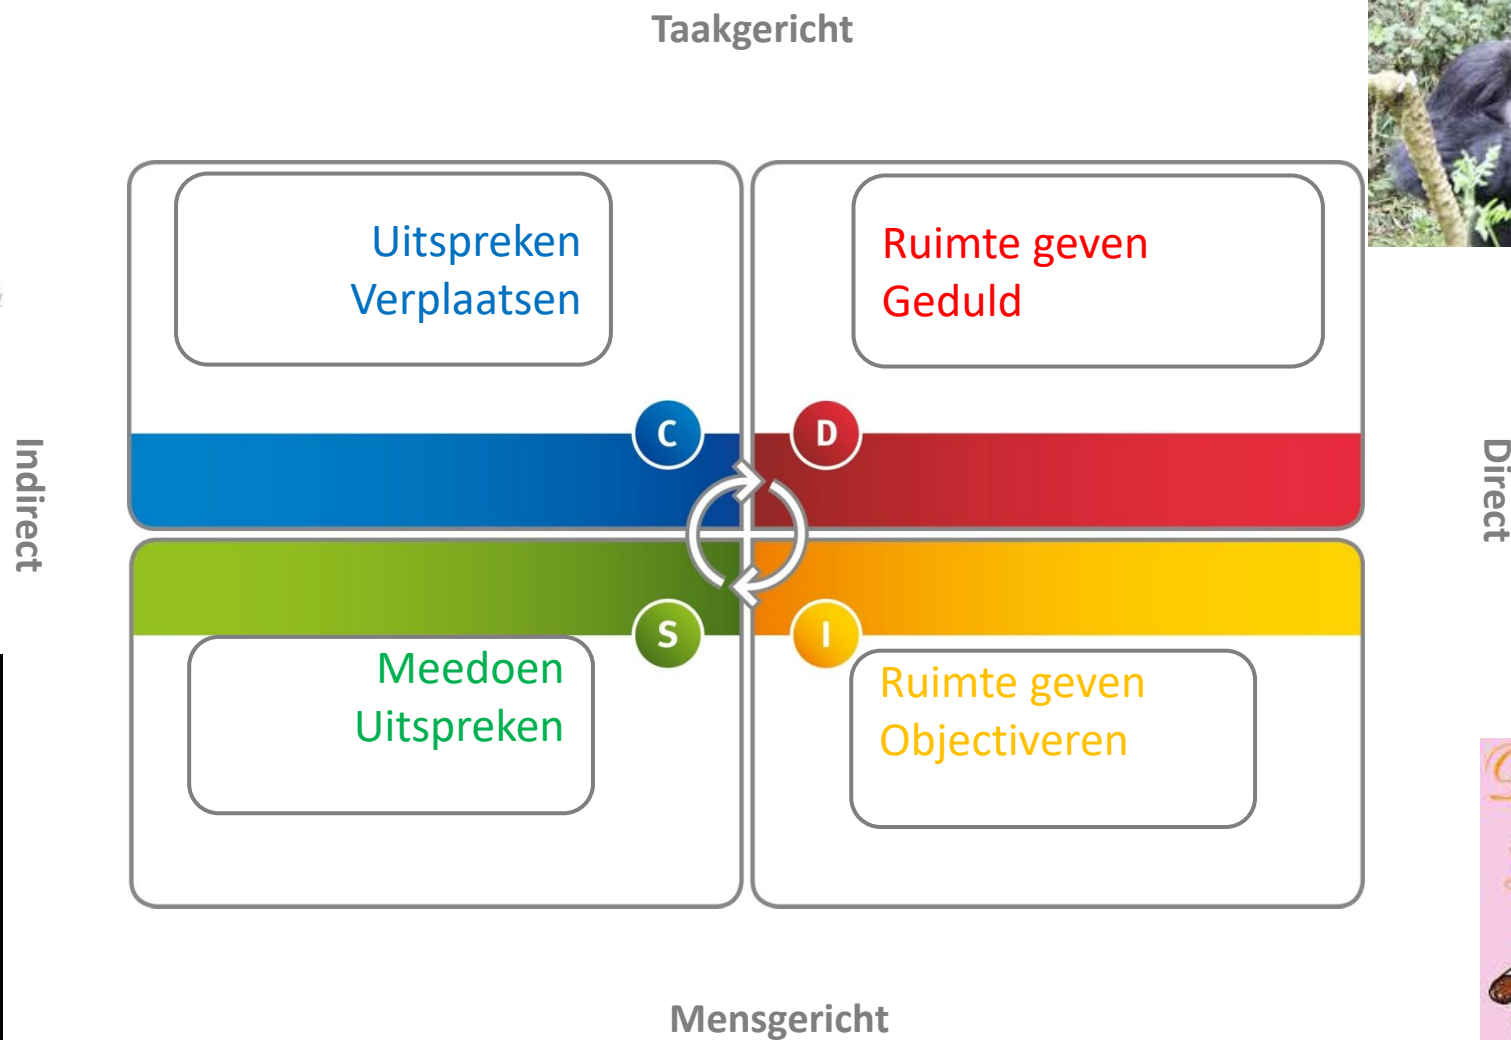 Taakgericht
Uitspreken
Verplaatsen
Ruimte geven
Geduld
C
D
Indirect
Direct
S
I
Meedoen
Uitspreken
Ruimte geven
Objectiveren
Mensgericht